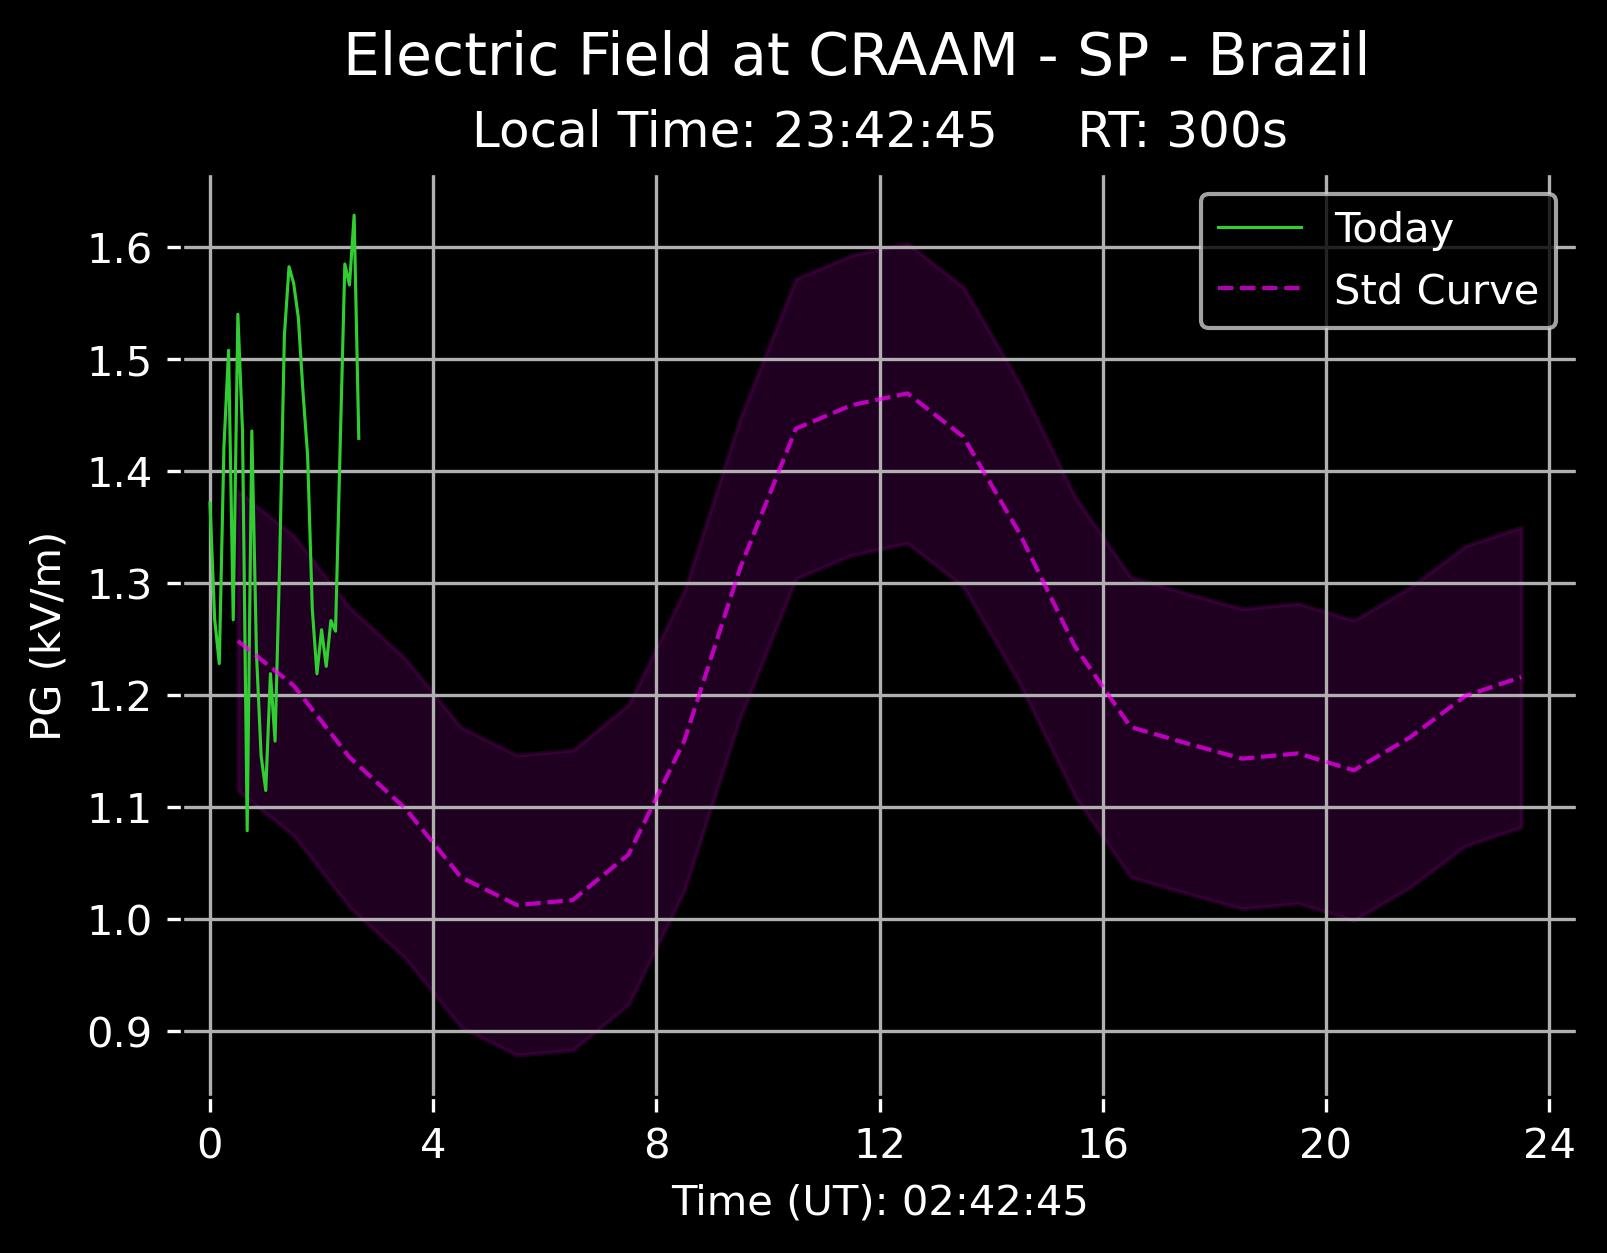 Electric Field at CRAAM - SP - Brazil
Local Time: 23:42:45 RT: 300s
Today
Std Curve
1.6
1.5
1.4
1.3
1.2
1.1
1.0
0.9
PG (kV/m)
0 4 8 12 16 20 24
Time (UT): 02:42:45